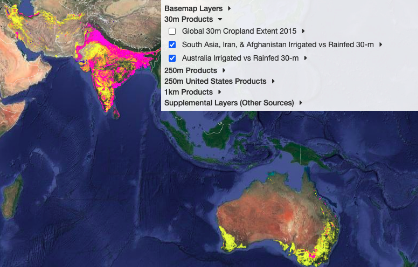 Basemap Layers
30m Products
Global 30m Cropland Extent 2015
South Asia, Iran, & Afghanistan Irrigated vs Rainfed 30-m
Australia Irrigated vs Rainfed 30-m
250m Products
250m United States Products
1km Products
Supplemental Layers (Other Sources)